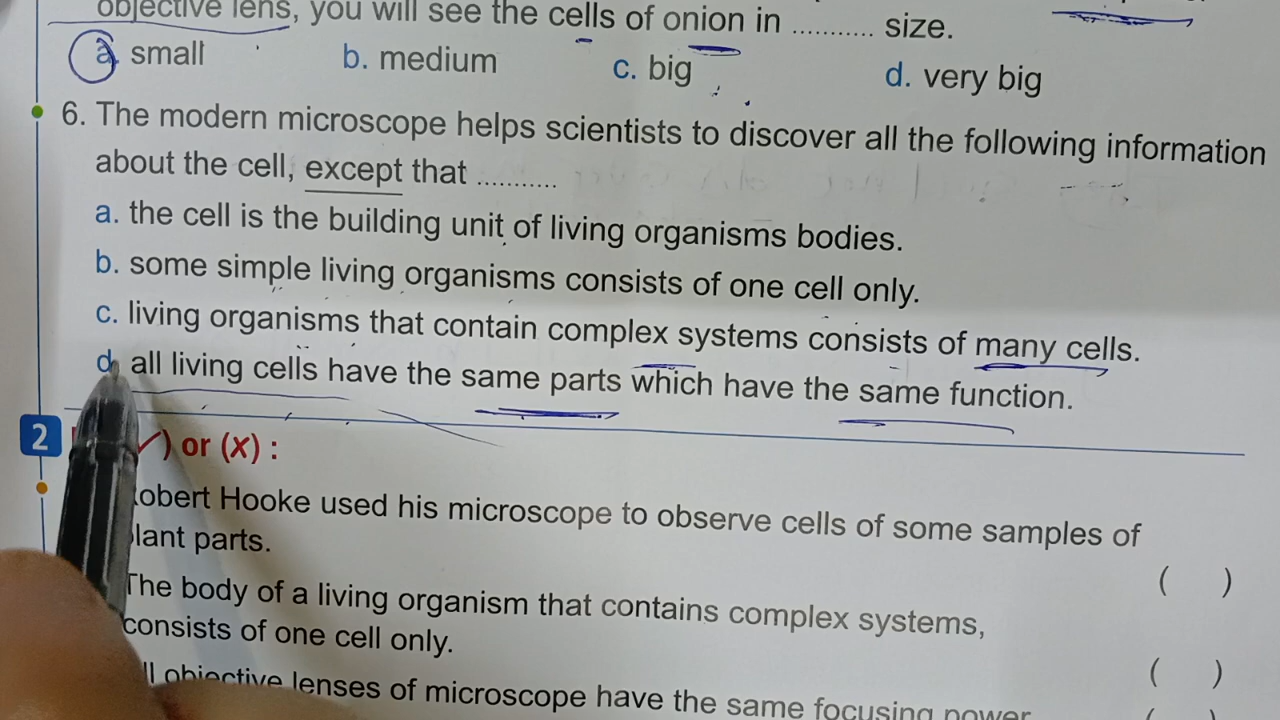 objective lens, you will see the cells of onion in ........... size.
a. small b. medium c. big d. very big
6. The modern microscope helps scientists to discover all the following information
about the cell, except that ...........
a. the cell is the building unit of living organisms bodies.
b. some simple living organisms consists of one cell only.
c. living organisms that contain complex systems consists of many cells.
d. all living cells have the same parts which have the same function.
2 ✓) or (x) :
obert Hooke used his microscope to observe cells of some samples of
lant parts. ( )
The body of a living organism that contains complex systems,
consists of one cell only. ( )
ll objective lenses of microscope have the same focusing power ( )